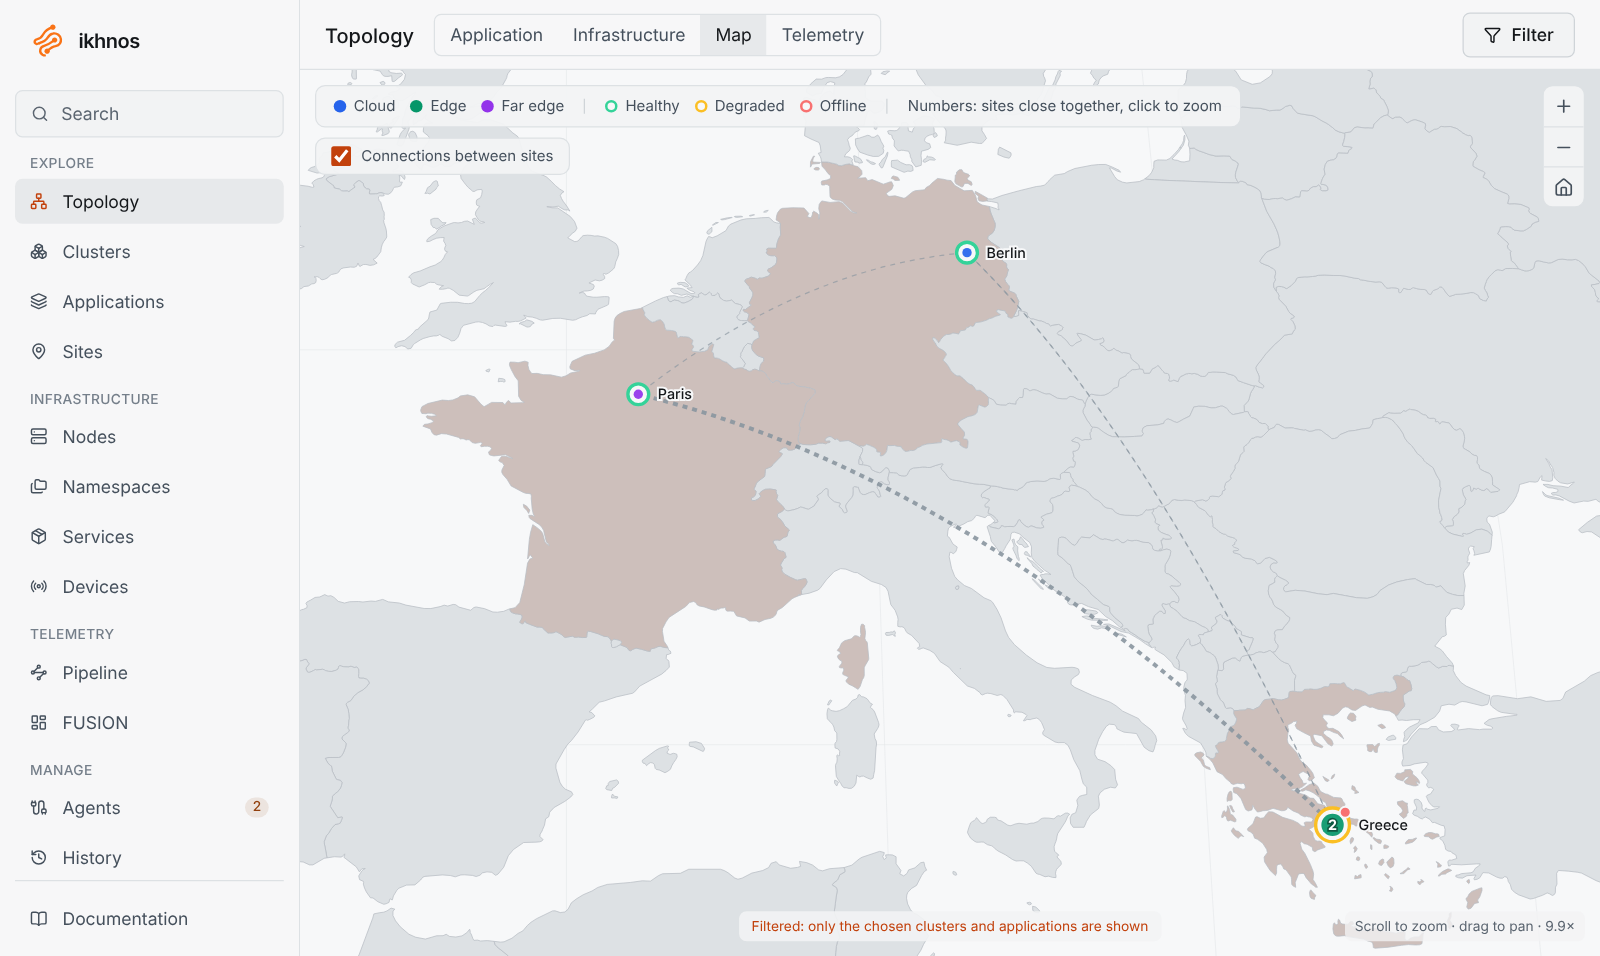 ikhnos
Search
EXPLORE
Topology
Clusters
Applications
Sites
INFRASTRUCTURE
Nodes
Namespaces
Services
Devices
TELEMETRY
Pipeline
FUSION
MANAGE
Agents 2
History
Documentation
Topology Application Infrastructure Map Telemetry
Filter
Cloud Edge Far edge | Healthy Degraded Offline | Numbers: sites close together, click to zoom
Connections between sites
Berlin
Paris
2 Greece
Filtered: only the chosen clusters and applications are shown
Scroll to zoom · drag to pan · 9.9×